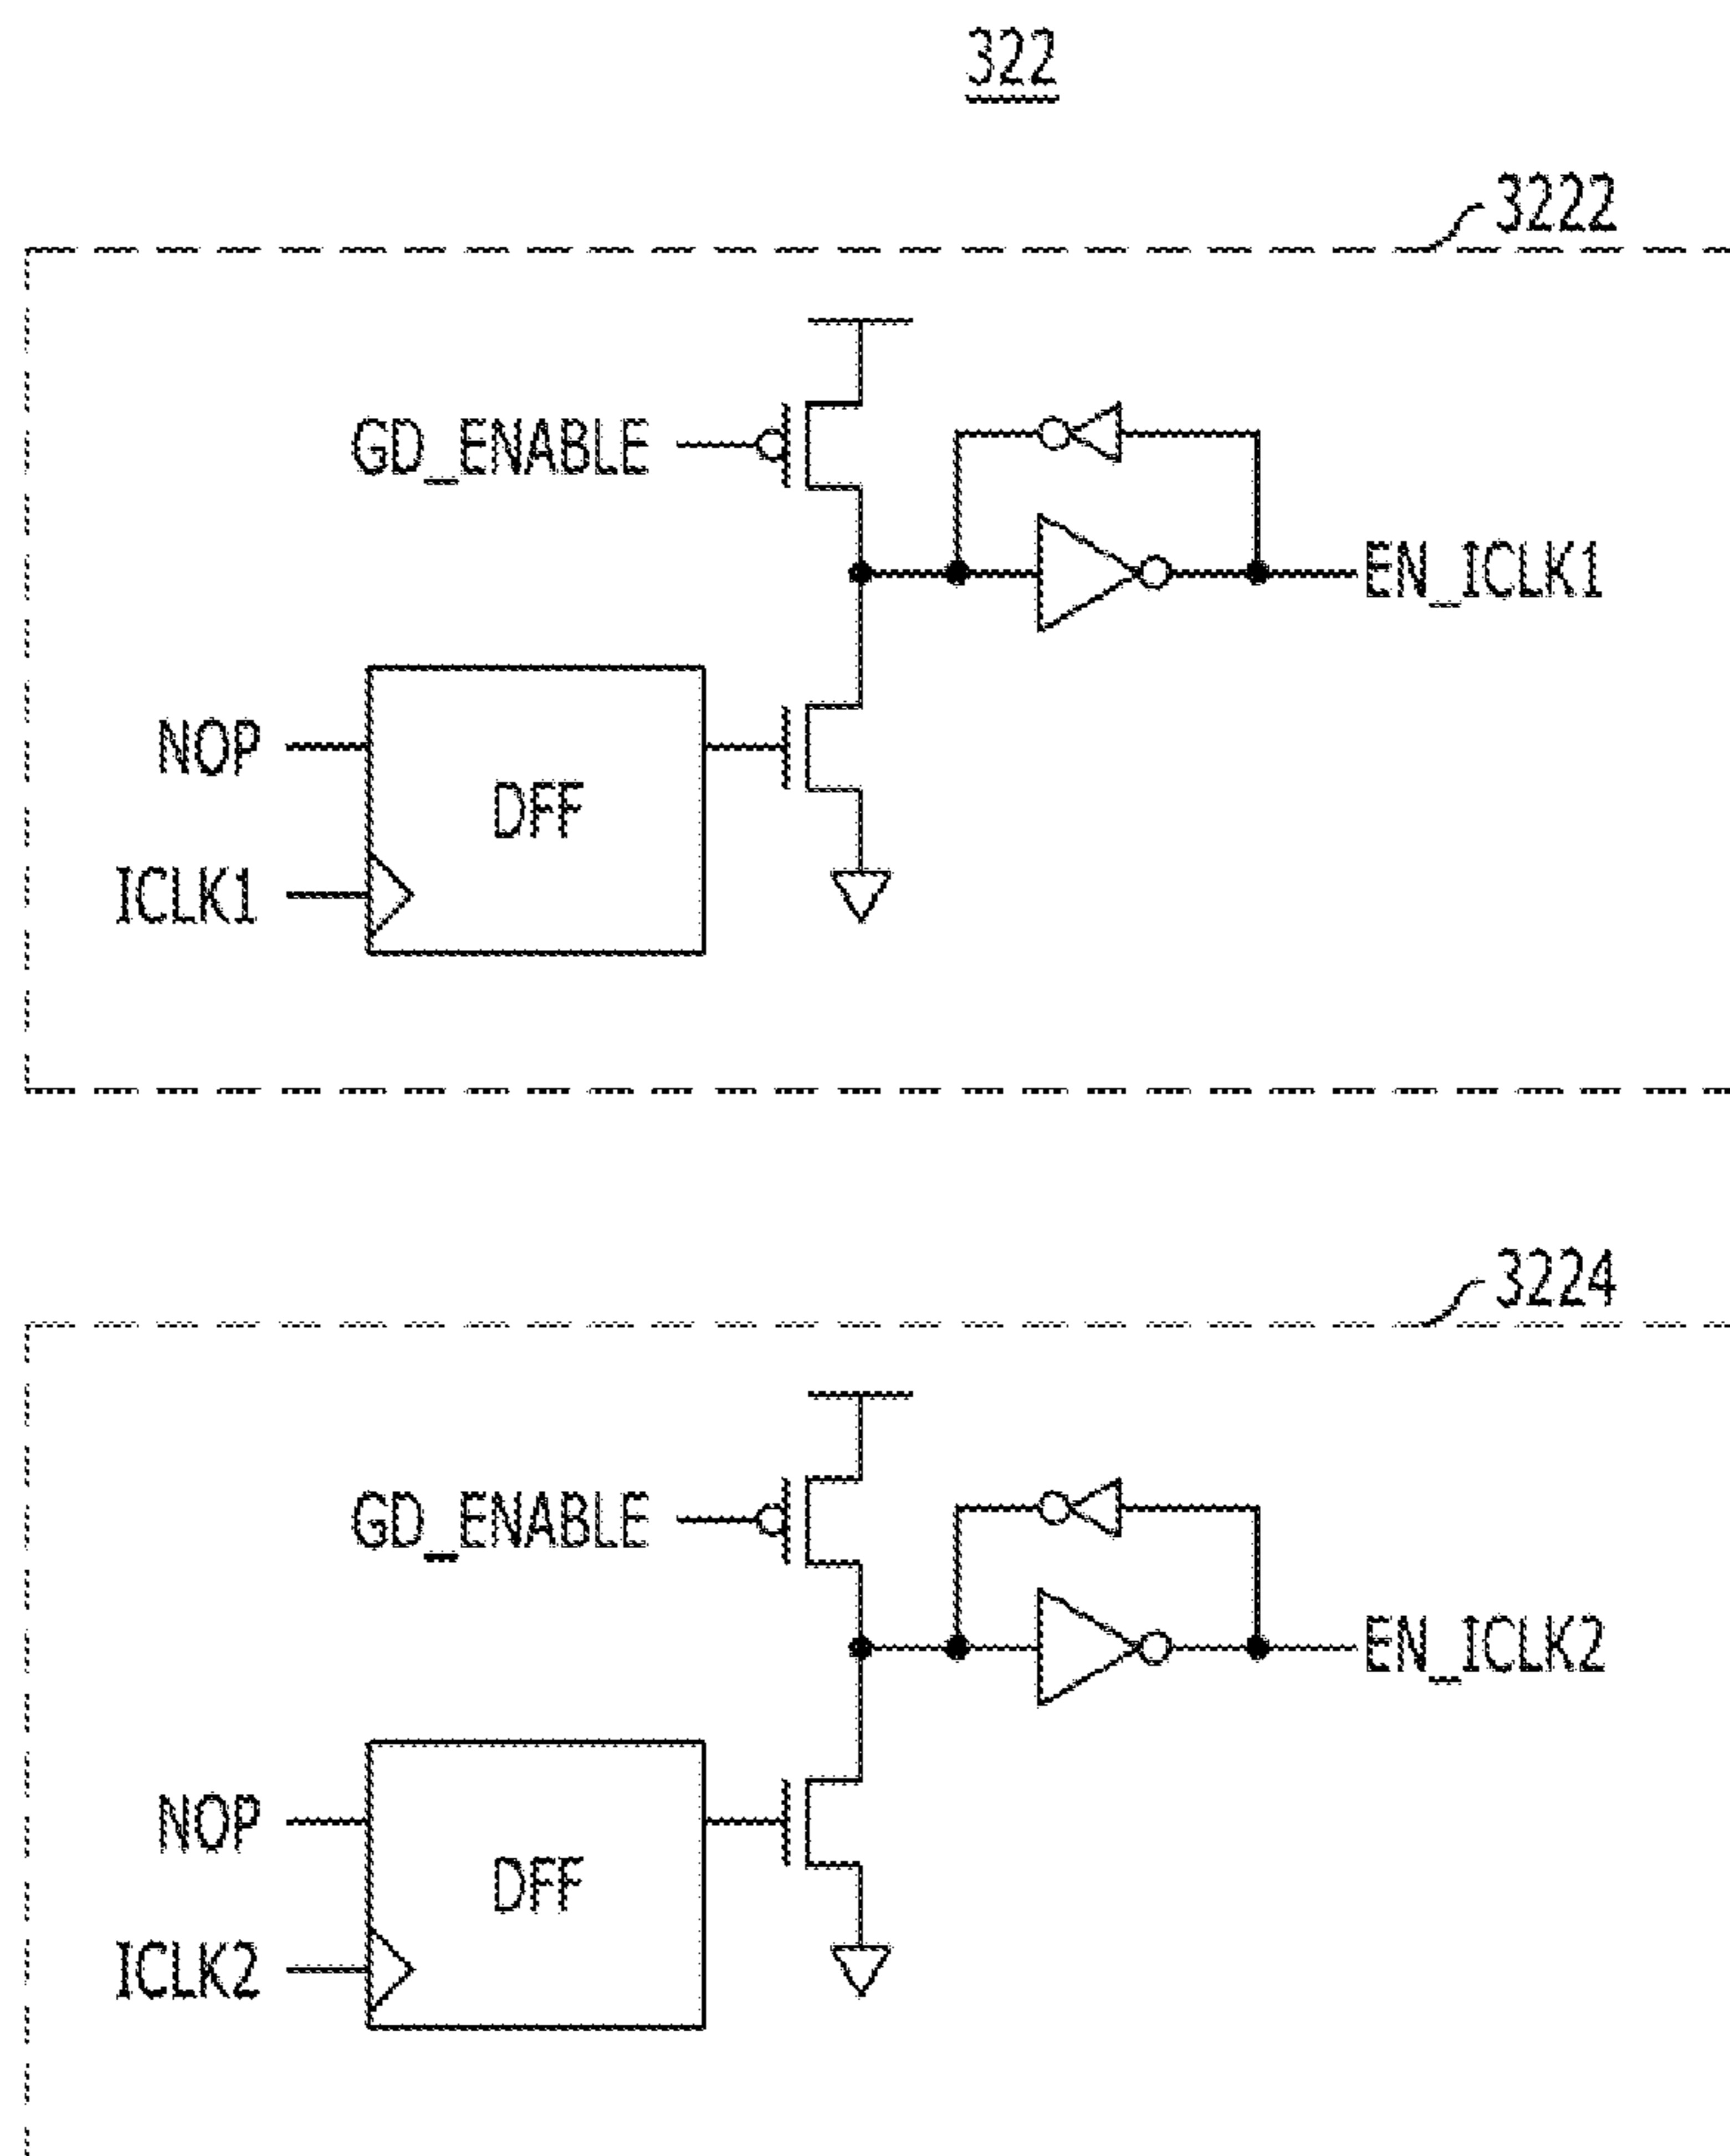 322
3222
GD_ENABLE
EN_ICLK1
NOP
DFF
ICLK1
3224
GD_ENABLE
EN_ICLK2
NOP
DFF
ICLK2